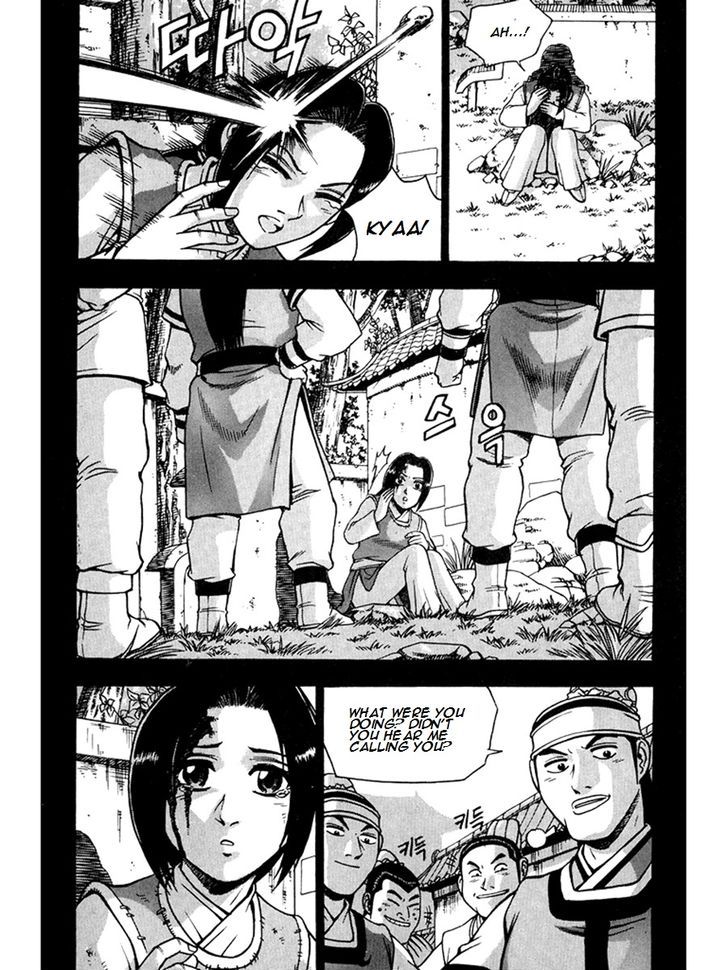 따악
AH...!
KYAA!
스윽
WHAT WERE YOU
DOING? DIDN'T
YOU HEAR ME
CALLING YOU?
키득
키득